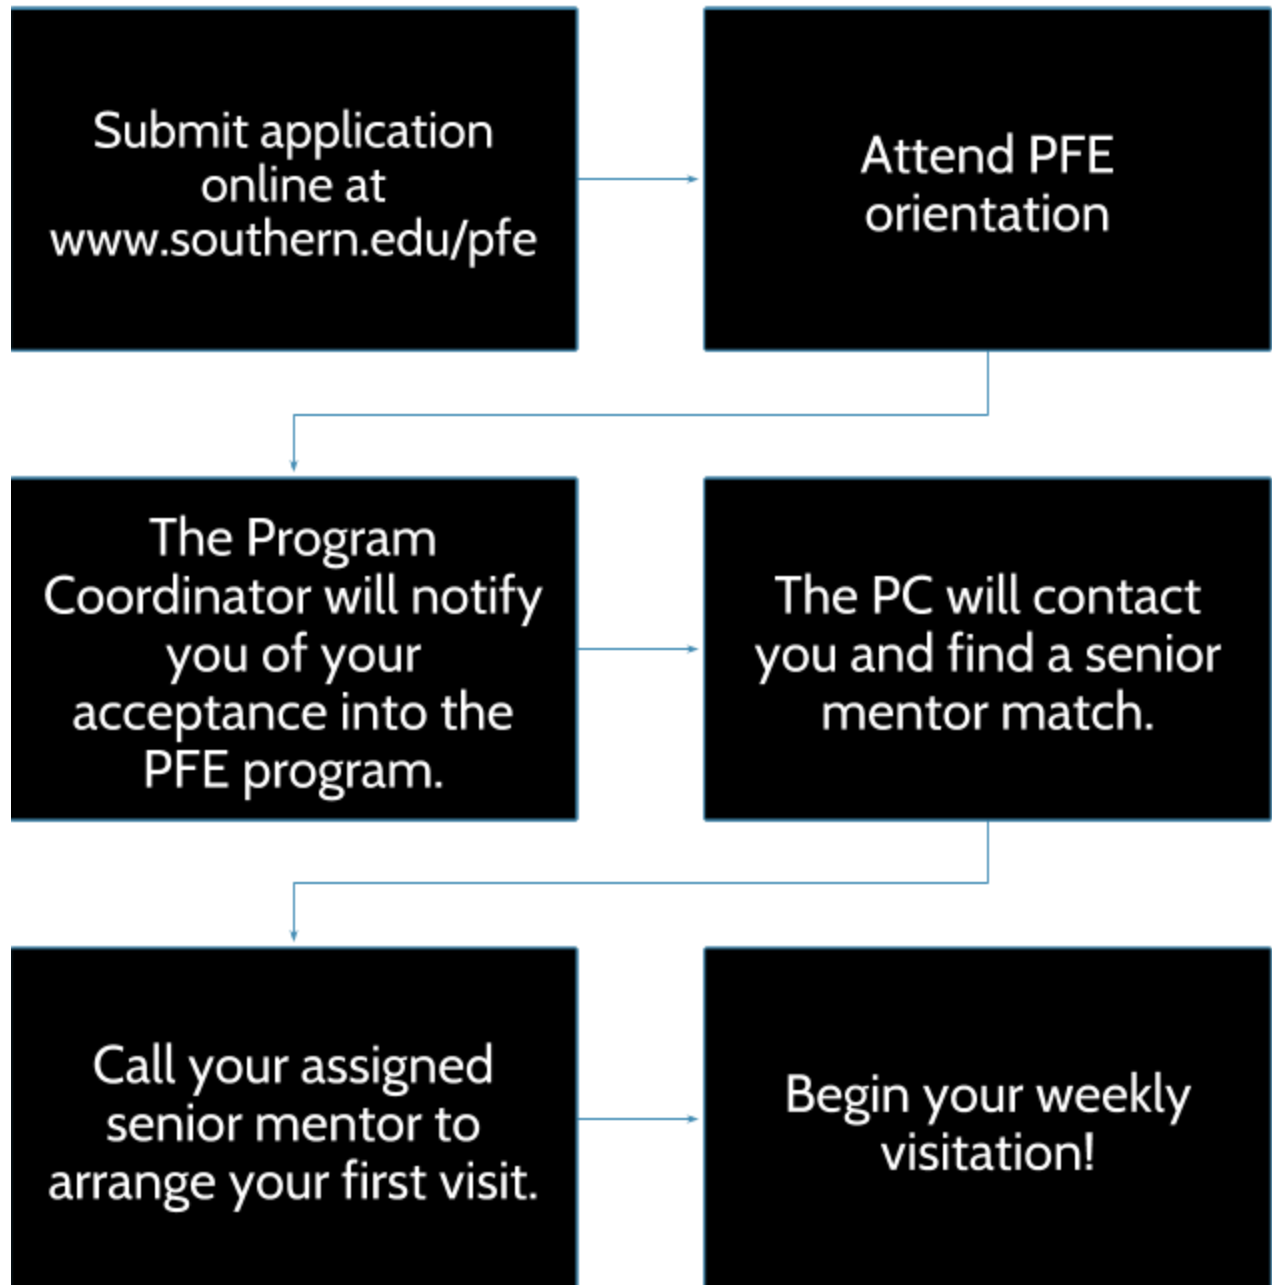 Submit application
online at
www.southern.edu/pfe
Attend PFE
orientation
The Program
Coordinator will notify
you of your
acceptance into the
PFE program.
The PC will contact
you and find a senior
mentor match.
Call your assigned
senior mentor to
arrange your first visit.
Begin your weekly
visitation!